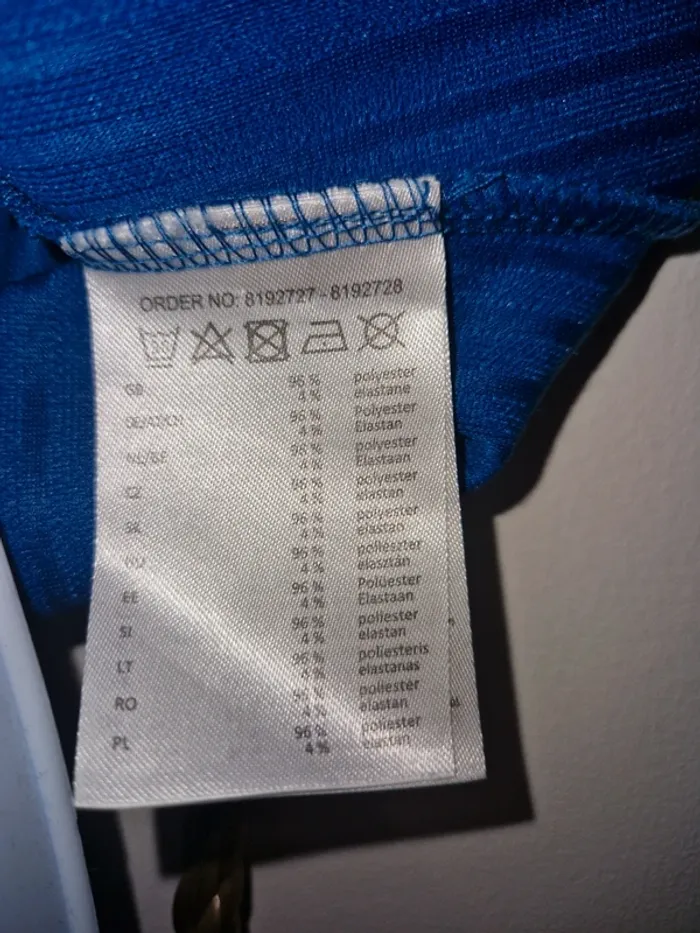 ORDER NO: 8192727 - 8192728
GB 96 % polyester
4 % elastane
DE/AT/CH 96 % Polyester
4 % Elastan
NL/BE 96 % polyester
4 % Elastaan
CZ 96 % polyester
4 % elastan
SK 96 % polyester
4 % elastan
HU 96 % poliészter
4 % elasztán
EE 96 % Polüester
4 % Elastaan
SI 96 % poliester
4 % elastan
LT 96 % poliesteris
4 % elastanas
RO 96 % poliester
4 % elastan
PL 96 % poliester
4 % elastan